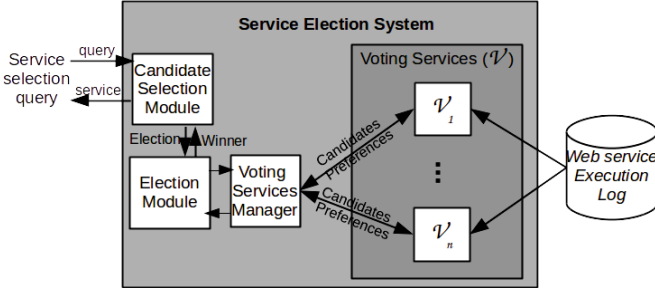 Service Election System
Voting Services (𝒱)
query
Service
selection
query
service
Candidate
Selection
Module
Election
Winner
Election
Module
Voting
Services
Manager
Candidates
Preferences
Candidates
Preferences
𝒱1
⋮
𝒱n
Web service
Execution
Log